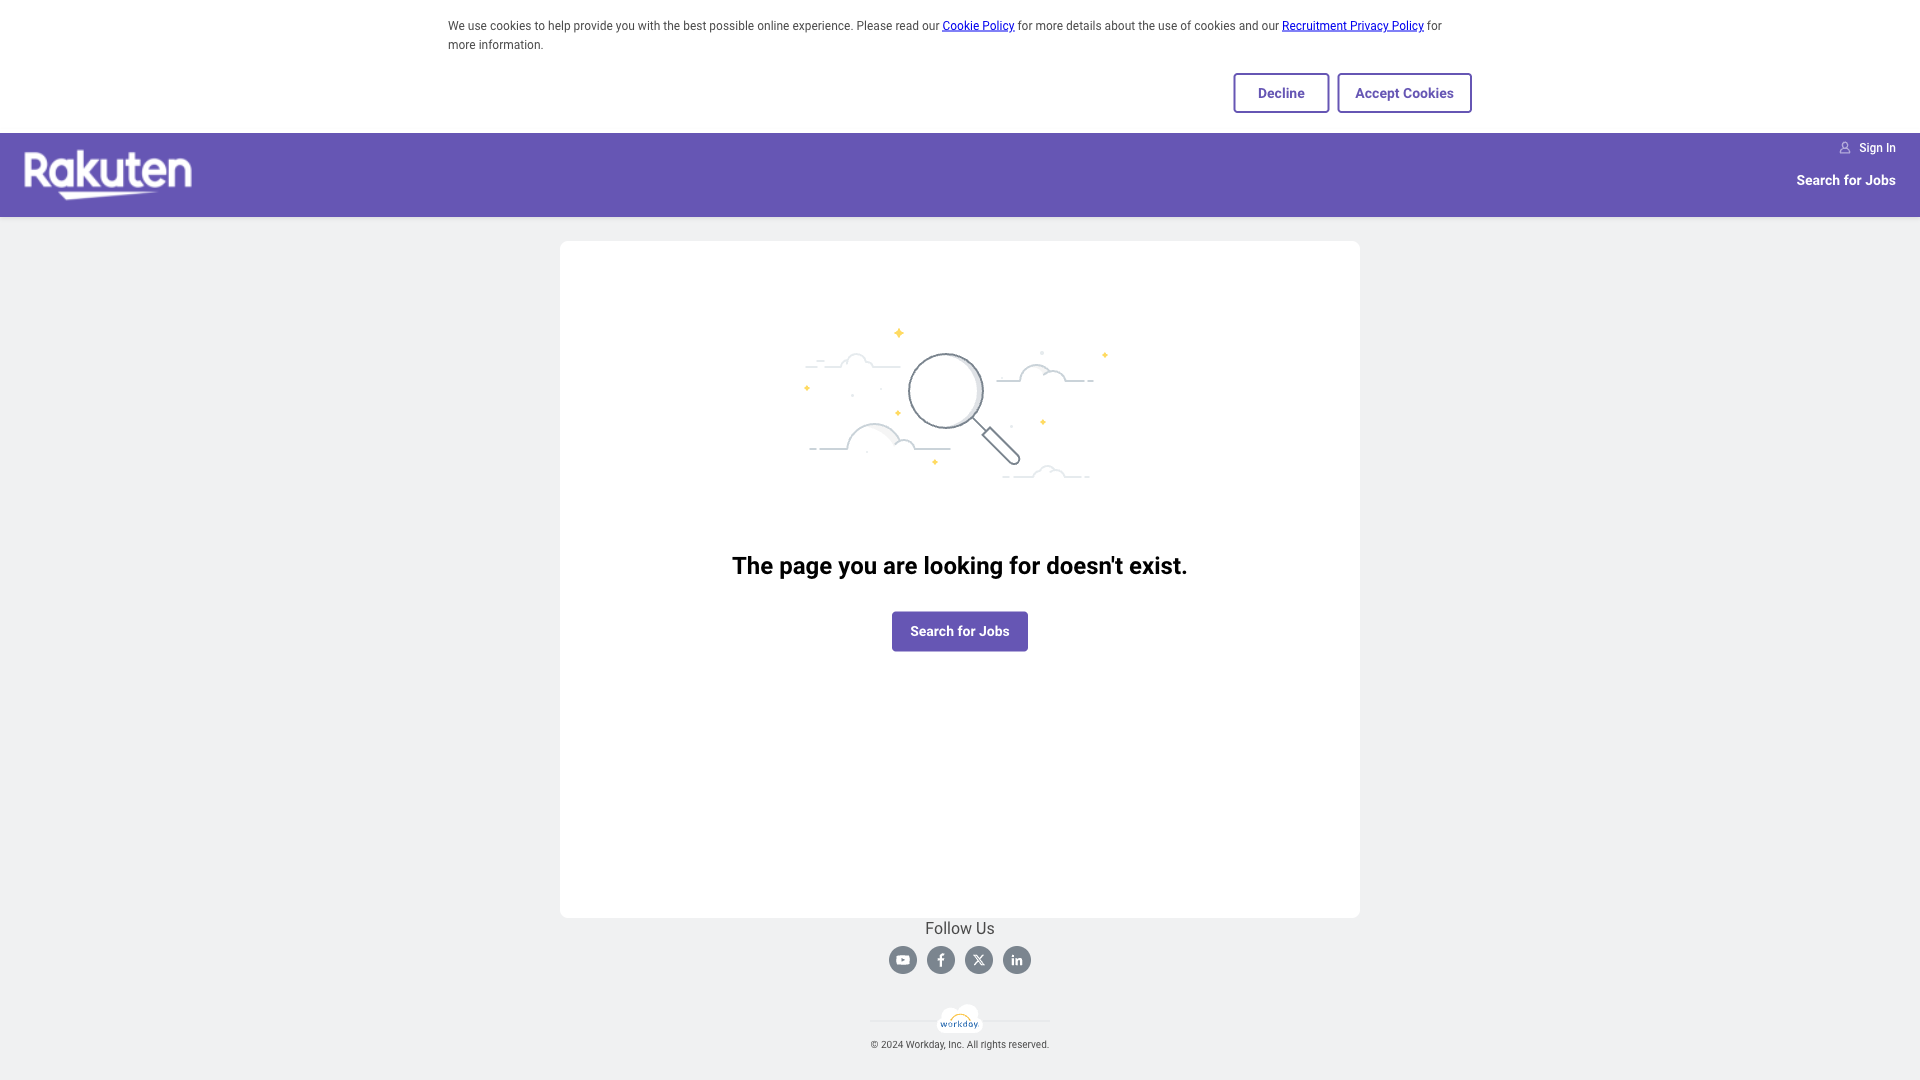 We use cookies to help provide you with the best possible online experience. Please read our Cookie Policy for more details about the use of cookies and our Recruitment Privacy Policy for
more information.
Decline
Accept Cookies
Rakuten
Sign In
Search for Jobs
The page you are looking for doesn't exist.
Search for Jobs
Follow Us
workday.
© 2024 Workday, Inc. All rights reserved.